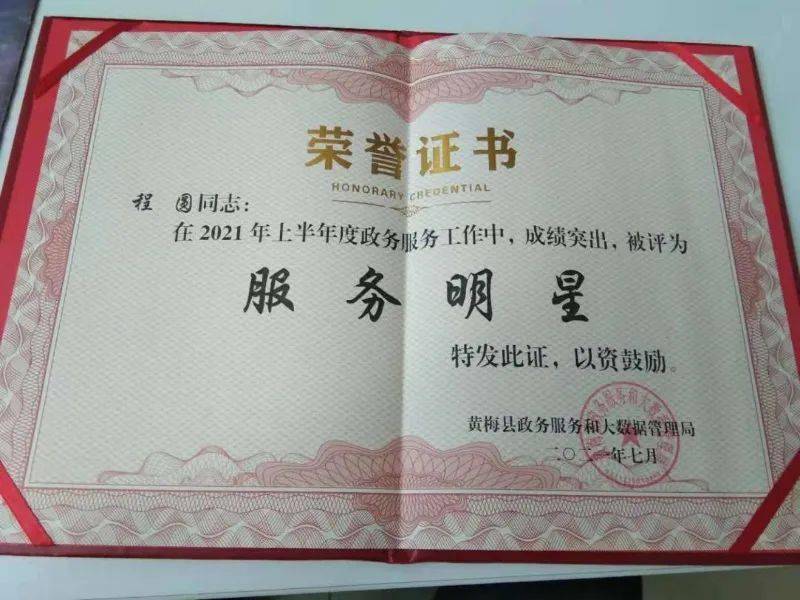 荣誉证书
HONORARY CREDENTIAL
程 圆同志：
在2021年上半年度政务服务工作中，成绩突出，被评为
服务明星
特发此证，以资鼓励。
黄梅县政务服务和大数据管理局
二〇二一年七月